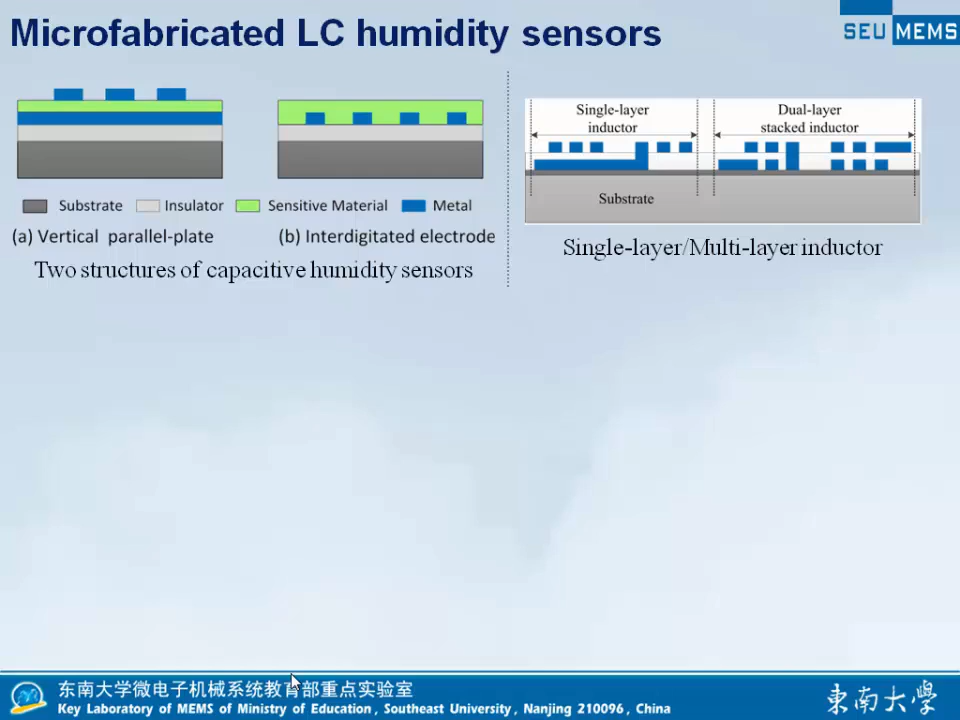 Microfabricated LC humidity sensors
SEU MEMS
Single-layer
inductor
Dual-layer
stacked inductor
Substrate
Substrate Insulator Sensitive Material Metal
(a) Vertical parallel-plate
(b) Interdigitated electrode
Two structures of capacitive humidity sensors
Single-layer/Multi-layer inductor
东南大学微电子机械系统教育部重点实验室
Key Laboratory of MEMS of Ministry of Education, Southeast University, Nanjing 210096, China
東南大學